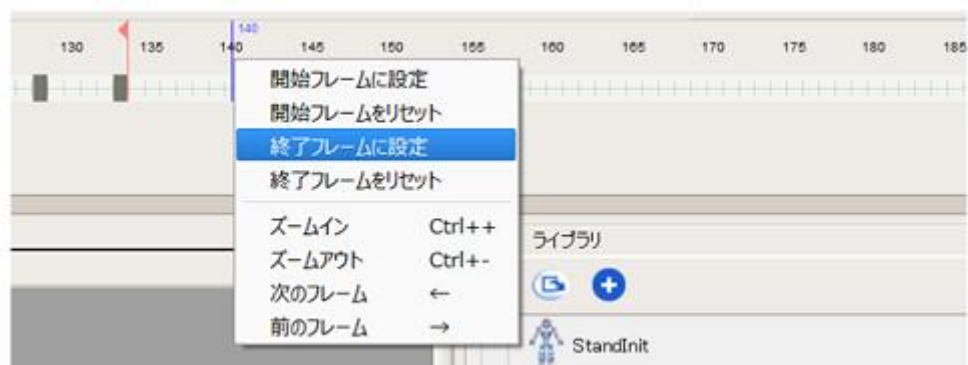 140
130 135 140 145 150 155 160 165 170 175 180 185
開始フレームに設定
開始フレームをリセット
終了フレームに設定
終了フレームをリセット
ズームイン Ctrl++
ズームアウト Ctrl+-
次のフレーム ←
前のフレーム →
ライブラリ
StandInit